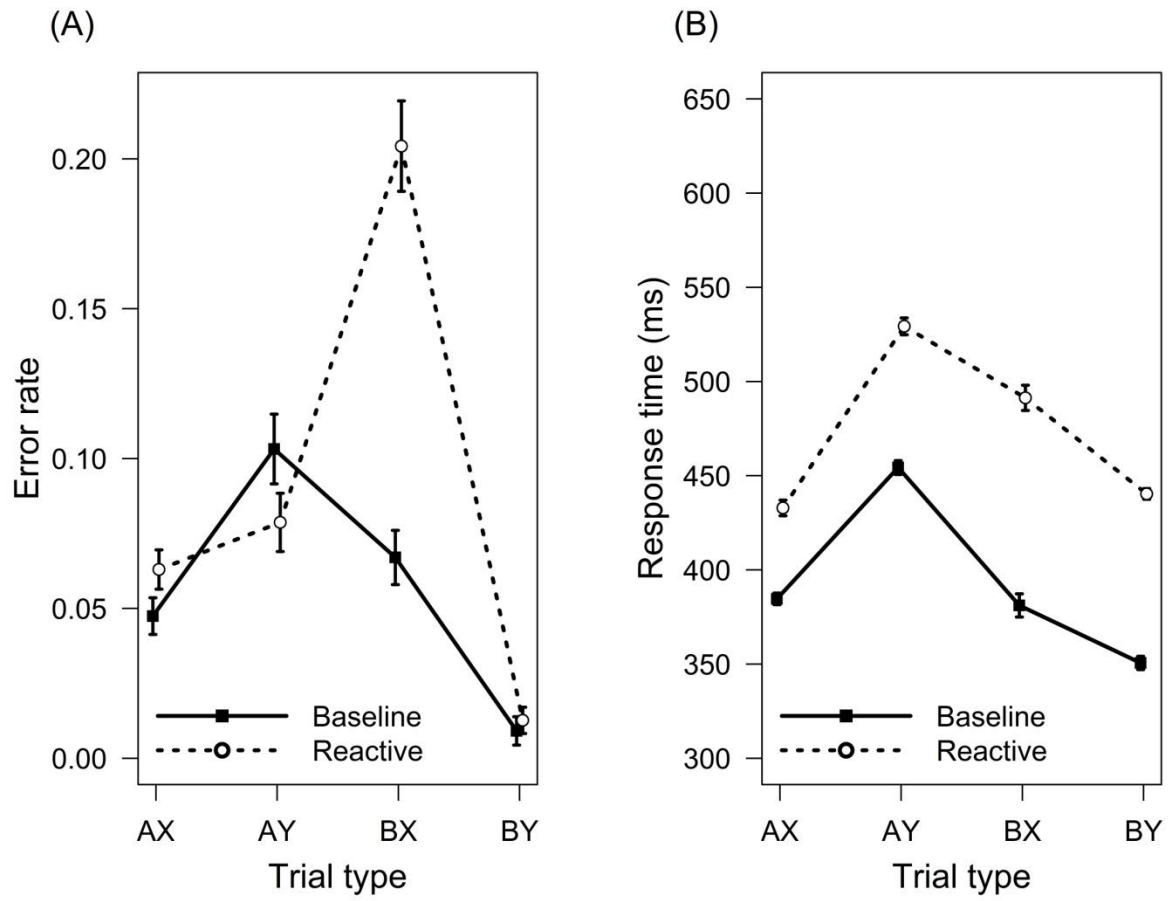 (A)
Error rate
0.20
0.15
0.10
0.05
0.00
Baseline
Reactive
AX AY BX BY
Trial type
(B)
Response time (ms)
650
600
550
500
450
400
350
300
Baseline
Reactive
AX AY BX BY
Trial type